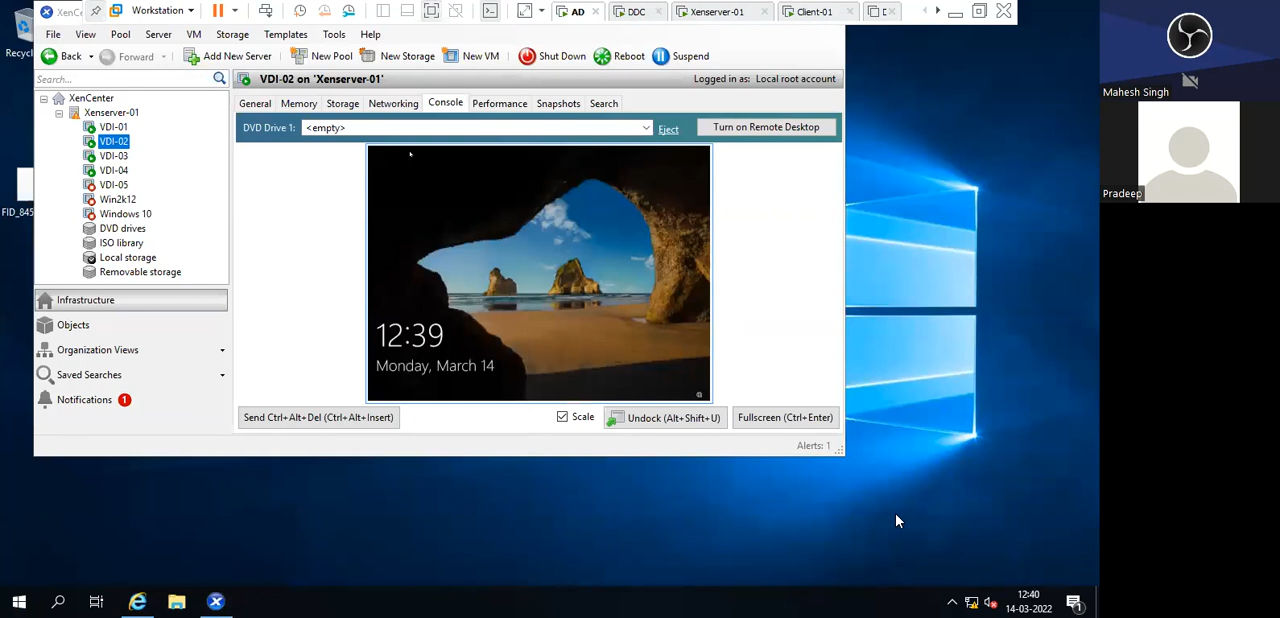 Recycl
FID_845
XenCe
Workstation
AD
DDC
Xenserver-01
Client-01
File View Pool Server VM Storage Templates Tools Help
Back Forward Add New Server New Pool New Storage New VM Shut Down Reboot Suspend
Search...
VDI-02 on 'Xenserver-01'
Logged in as: Local root account
XenCenter
Xenserver-01
VDI-01
VDI-02
VDI-03
VDI-04
VDI-05
Win2k12
Windows 10
DVD drives
ISO library
Local storage
Removable storage
Infrastructure
Objects
Organization Views
Saved Searches
Notifications 1
General Memory Storage Networking Console Performance Snapshots Search
DVD Drive 1: <empty> Eject Turn on Remote Desktop
12:39
Monday, March 14
Send Ctrl+Alt+Del (Ctrl+Alt+Insert) Scale Undock (Alt+Shift+U) Fullscreen (Ctrl+Enter)
Alerts: 1
Mahesh Singh
Pradeep
12:40
14-03-2022
1